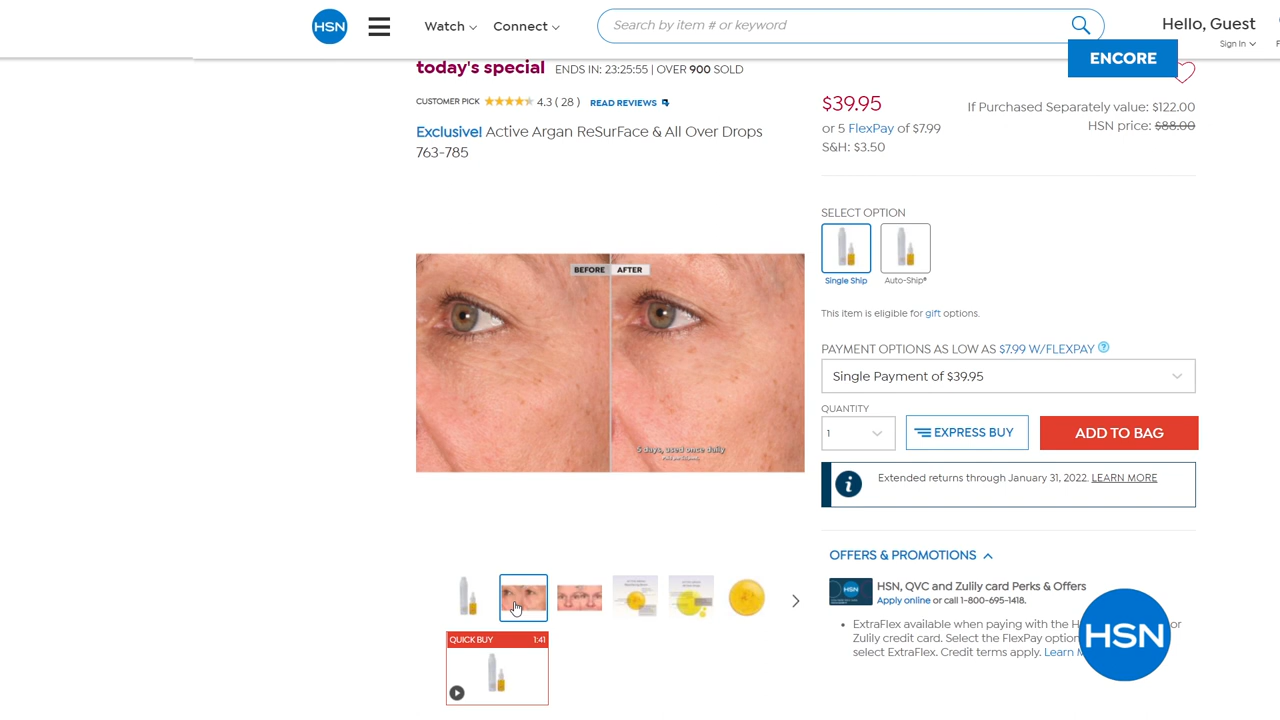 HSN
Watch
Connect
Search by item # or keyword
Hello, Guest
Sign In
ENCORE
today's special ENDS IN: 23:25:55 | OVER 900 SOLD
CUSTOMER PICK 4.3 ( 28 ) READ REVIEWS
Exclusive! Active Argan ReSurFace & All Over Drops
763-785
BEFORE AFTER
5 days, used once daily
QUICK BUY 1:41
$39.95
If Purchased Separately value: $122.00
or 5 FlexPay of $7.99
HSN price: $88.00
S&H: $3.50
SELECT OPTION
Single Ship
Auto-Ship®
This item is eligible for gift options.
PAYMENT OPTIONS AS LOW AS $7.99 W/FLEXPAY ?
Single Payment of $39.95
QUANTITY
1
EXPRESS BUY
ADD TO BAG
i
Extended returns through January 31, 2022. LEARN MORE
OFFERS & PROMOTIONS
HSN, QVC and Zulily card Perks & Offers
Apply online or call 1-800-695-1418.
ExtraFlex available when paying with the H or
Zulily credit card. Select the FlexPay option
select ExtraFlex. Credit terms apply. Learn M
HSN